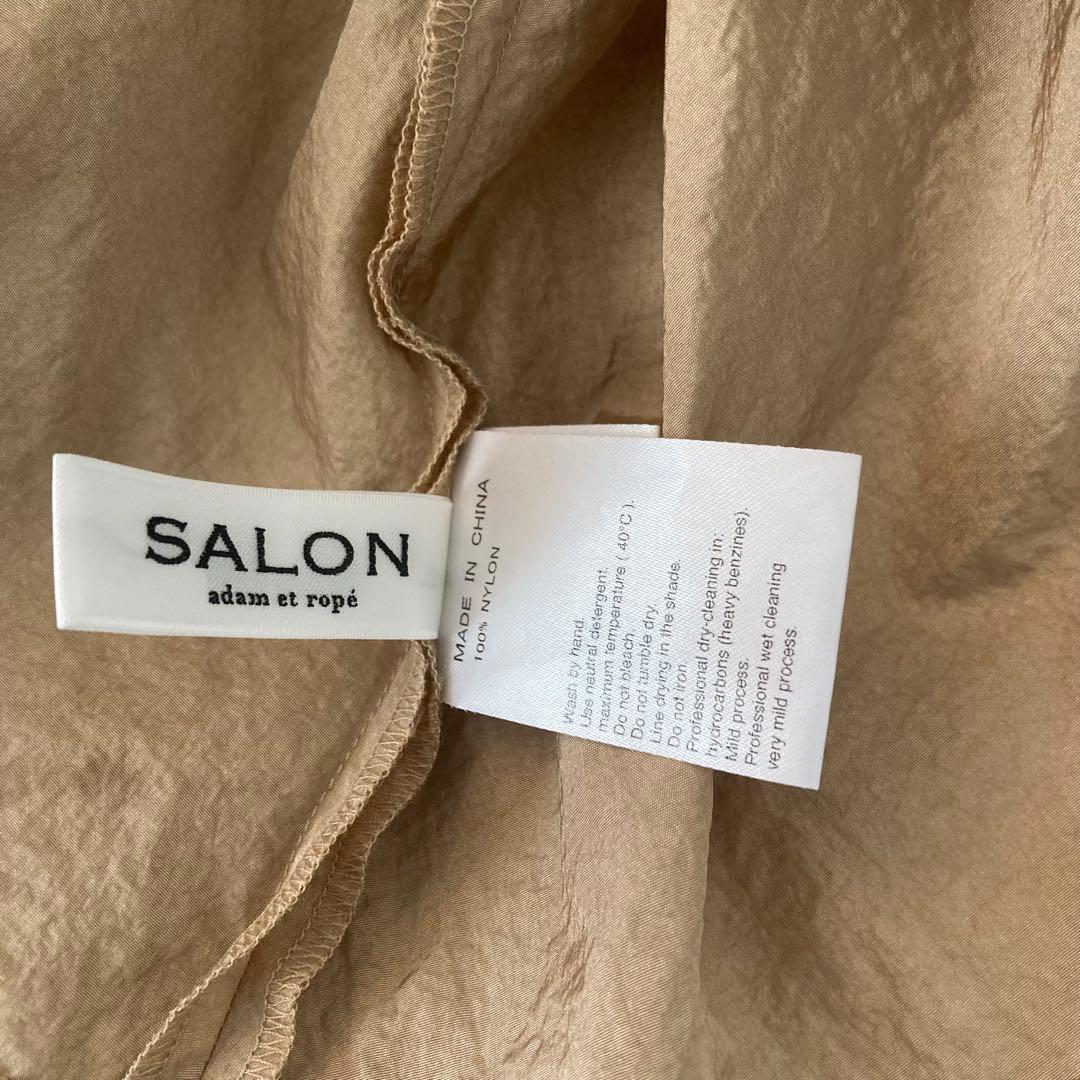 SALON
adam et ropé
MADE IN CHINA
100% NYLON
Wash by hand.
Use neutral detergent.
maximum temperature ( 40°C ).
Do not bleach.
Do not tumble dry.
Line drying in the shade.
Do not iron.
Professional dry-cleaning in:
hydrocarbons (heavy benzines).
Mild process.
Professional wet cleaning
very mild process.